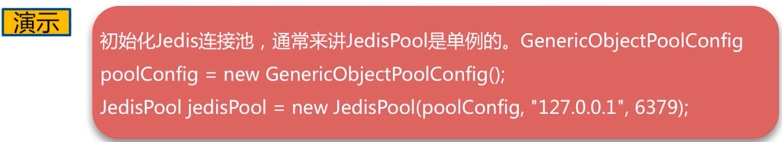 演示
初始化Jedis连接池，通常来讲JedisPool是单例的。GenericObjectPoolConfig
poolConfig = new GenericObjectPoolConfig();
JedisPool jedisPool = new JedisPool(poolConfig, "127.0.0.1", 6379);